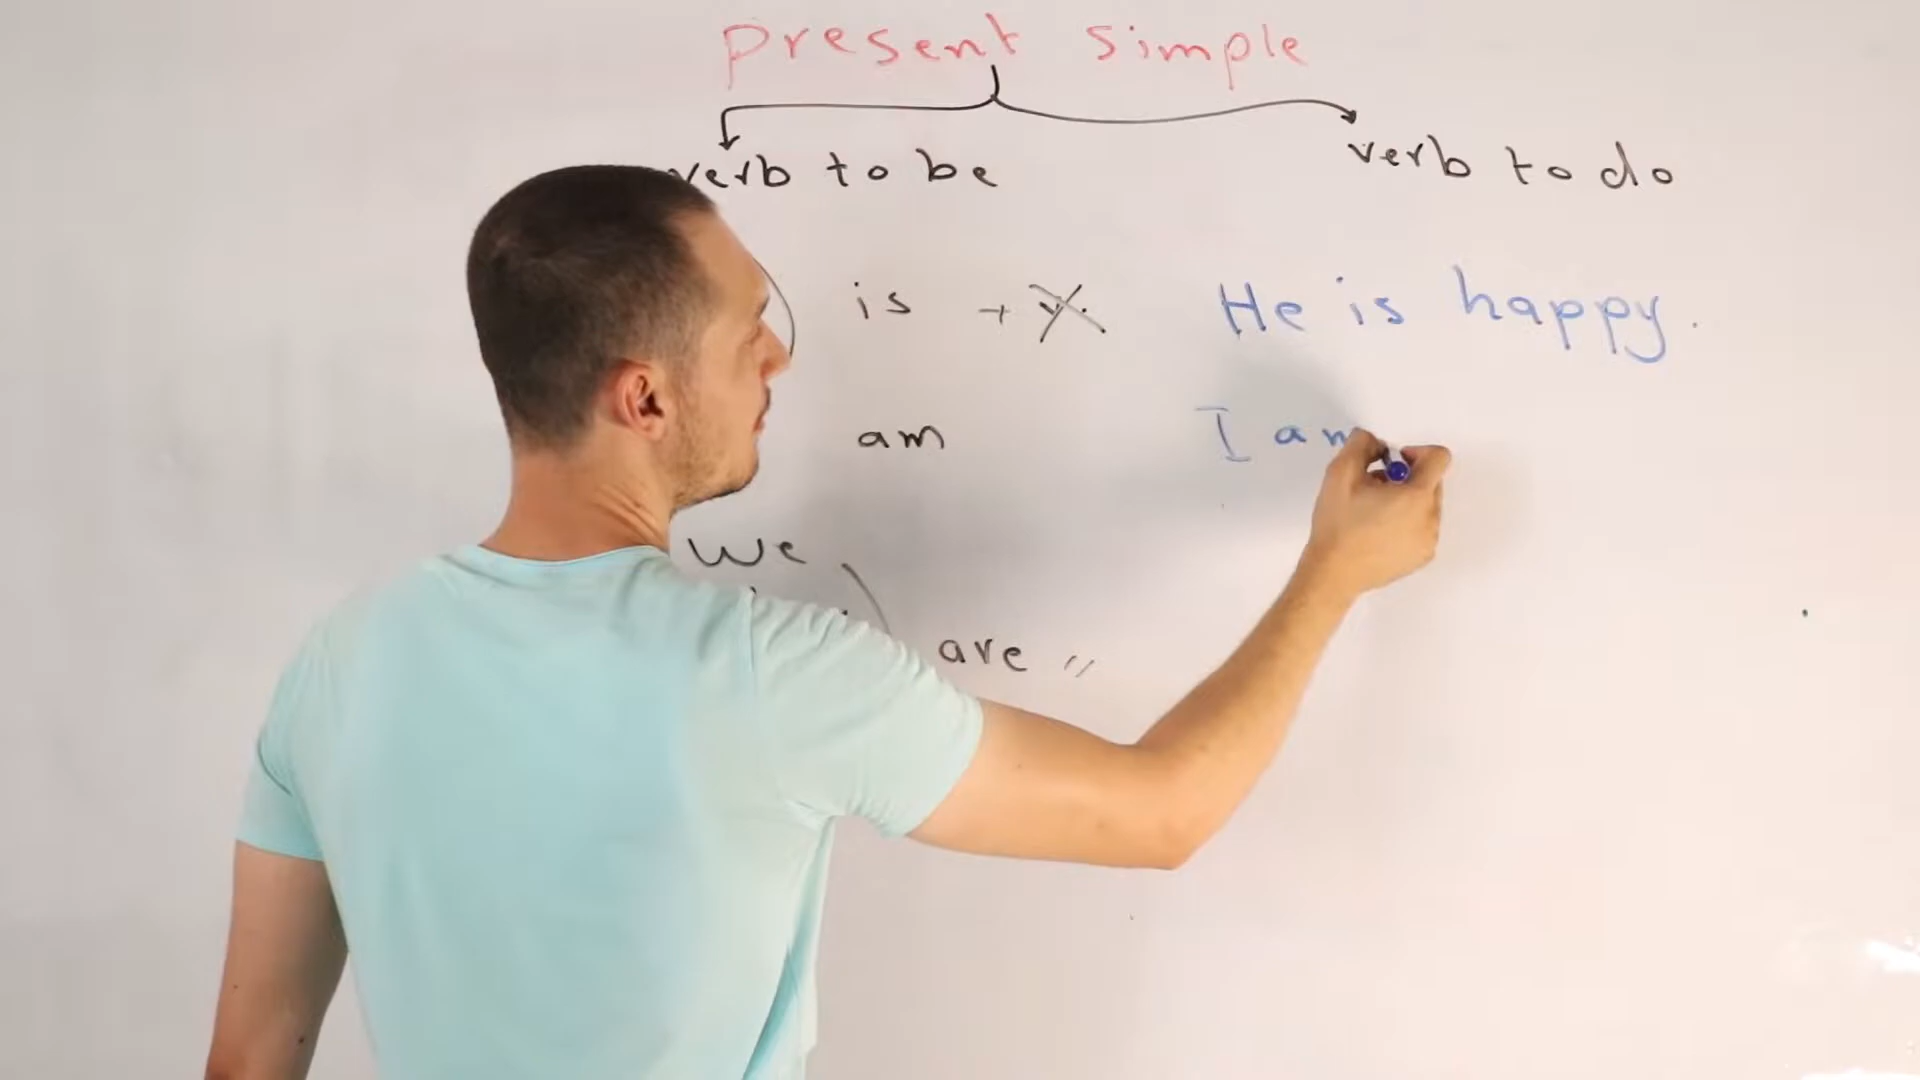 present simple
verb to be
verb to do
is + V.
He is happy.
am
I am
We
are "